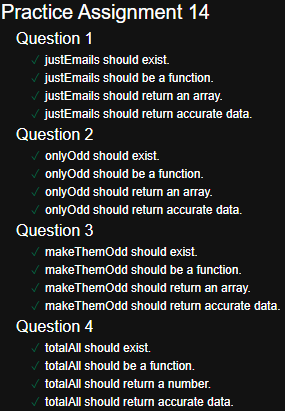 Practice Assignment 14
Question 1
✓ justEmails should exist.
✓ justEmails should be a function.
✓ justEmails should return an array.
✓ justEmails should return accurate data.
Question 2
✓ onlyOdd should exist.
✓ onlyOdd should be a function.
✓ onlyOdd should return an array.
✓ onlyOdd should return accurate data.
Question 3
✓ makeThemOdd should exist.
✓ makeThemOdd should be a function.
✓ makeThemOdd should return an array.
✓ makeThemOdd should return accurate data.
Question 4
✓ totalAll should exist.
✓ totalAll should be a function.
✓ totalAll should return a number.
✓ totalAll should return accurate data.